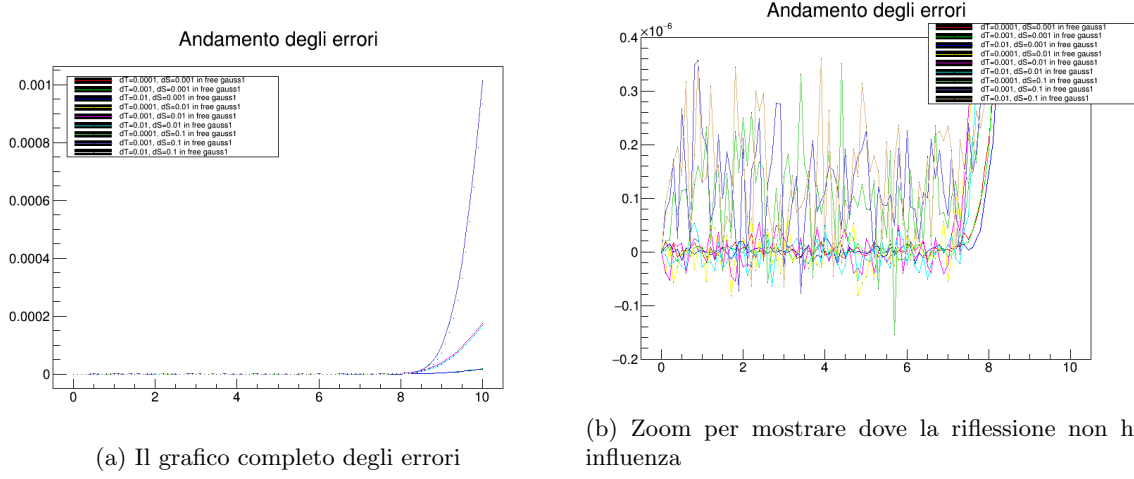 Andamento degli errori
dT=0.0001, dS=0.001 in free gauss1
dT=0.001, dS=0.001 in free gauss1
dT=0.01, dS=0.001 in free gauss1
dT=0.0001, dS=0.01 in free gauss1
dT=0.001, dS=0.01 in free gauss1
dT=0.01, dS=0.01 in free gauss1
dT=0.0001, dS=0.1 in free gauss1
dT=0.001, dS=0.1 in free gauss1
dT=0.01, dS=0.1 in free gauss1
0.001
0.0008
0.0006
0.0004
0.0002
0
0 2 4 6 8 10
(a) Il grafico completo degli errori
Andamento degli errori
×10⁻⁶
dT=0.0001, dS=0.001 in free gauss1
dT=0.001, dS=0.001 in free gauss1
dT=0.01, dS=0.001 in free gauss1
dT=0.0001, dS=0.01 in free gauss1
dT=0.001, dS=0.01 in free gauss1
dT=0.01, dS=0.01 in free gauss1
dT=0.0001, dS=0.1 in free gauss1
dT=0.001, dS=0.1 in free gauss1
dT=0.01, dS=0.1 in free gauss1
0.4
0.3
0.2
0.1
0
−0.1
−0.2
0 2 4 6 8 10
(b) Zoom per mostrare dove la riflessione non h
influenza